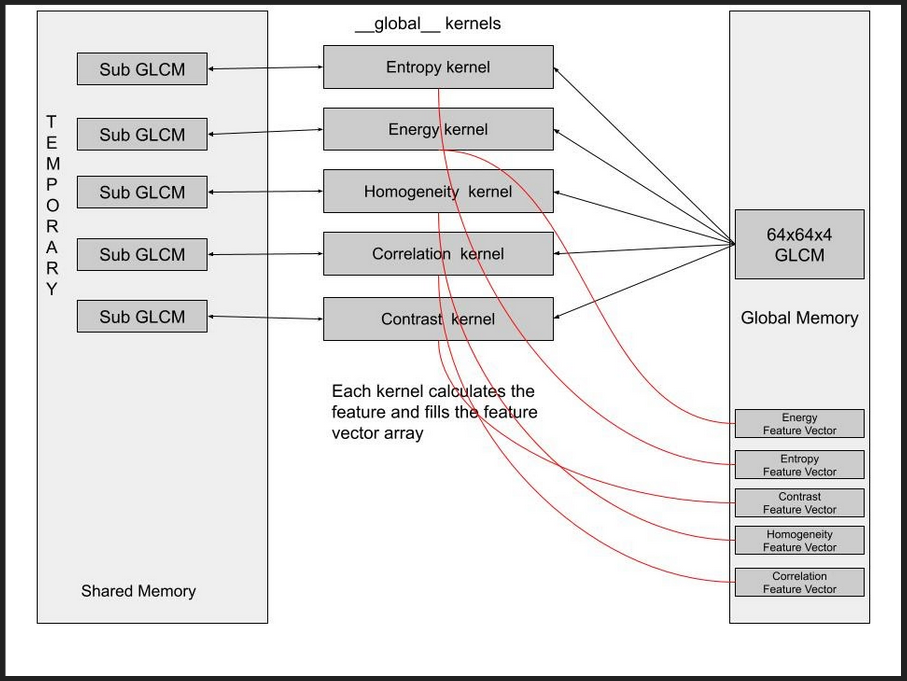 __global__ kernels
TEMPORARY
Sub GLCM
Sub GLCM
Sub GLCM
Sub GLCM
Sub GLCM
Shared Memory
Entropy kernel
Energy kernel
Homogeneity kernel
Correlation kernel
Contrast kernel
Each kernel calculates the
feature and fills the feature
vector array
64x64x4
GLCM
Global Memory
Energy
Feature Vector
Entropy
Feature Vector
Contrast
Feature Vector
Homogeneity
Feature Vector
Correlation
Feature Vector